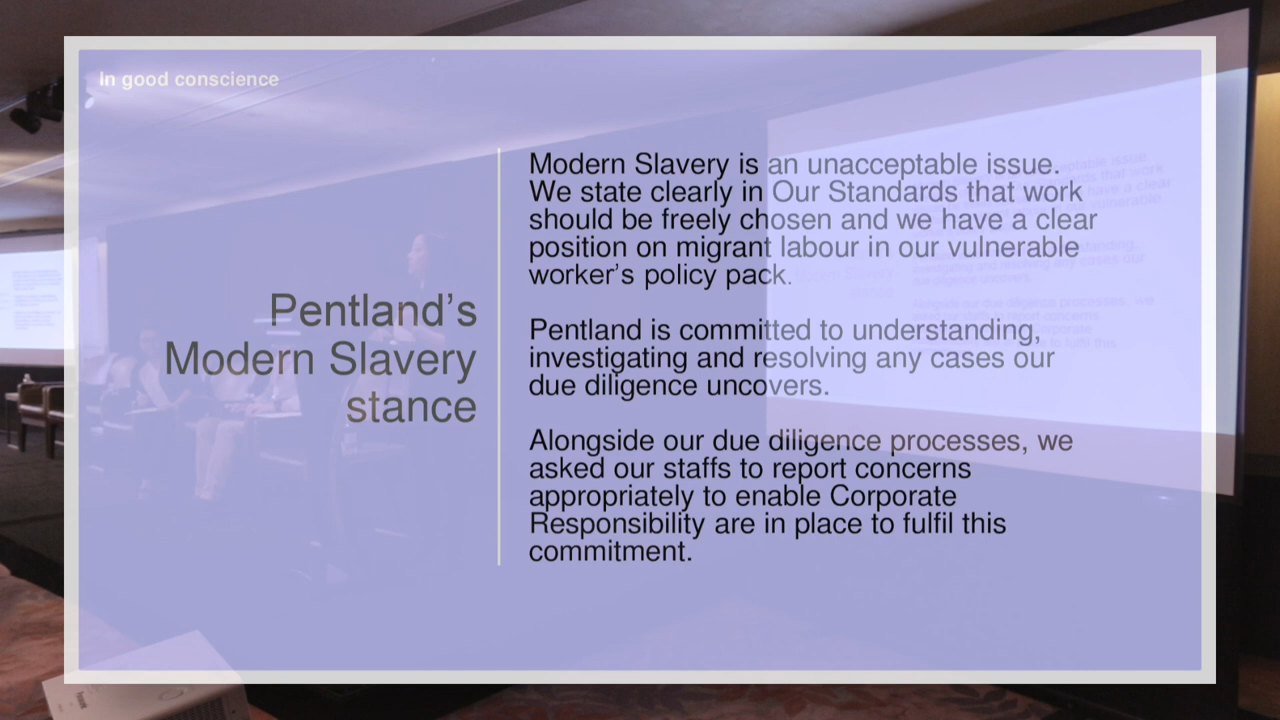 In good conscience
Pentland’s
Modern Slavery
stance
Modern Slavery is an unacceptable issue.
We state clearly in Our Standards that work
should be freely chosen and we have a clear
position on migrant labour in our vulnerable
worker’s policy pack.
Pentland is committed to understanding,
investigating and resolving any cases our
due diligence uncovers.
Alongside our due diligence processes, we
asked our staffs to report concerns
appropriately to enable Corporate
Responsibility are in place to fulfil this
commitment.